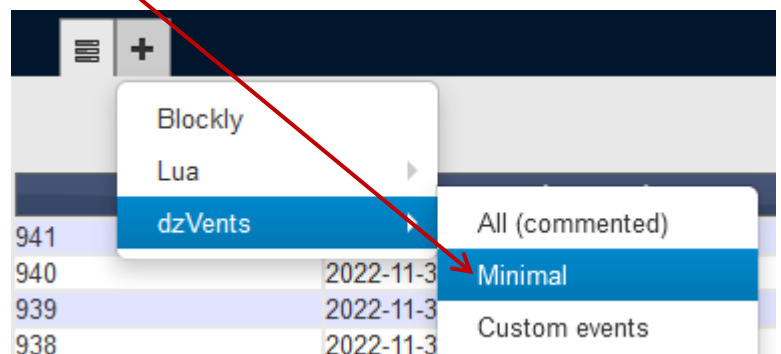 +
Blockly
Lua
dzVents
All (commented)
941
940
2022-11-3
Minimal
939
2022-11-3
Custom events
938
2022-11-3